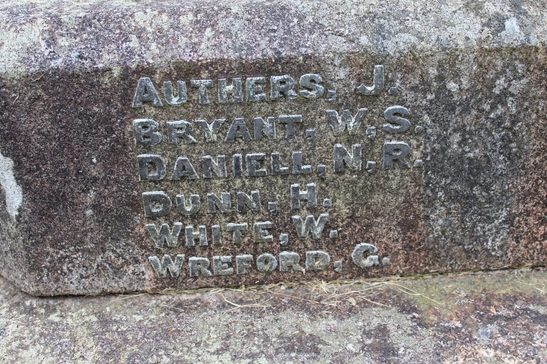 AUTHERS, J.
BRYANT, W. S.
DANIELL, N. R.
DUNN, H.
WHITE, W.
WREFORD, G.